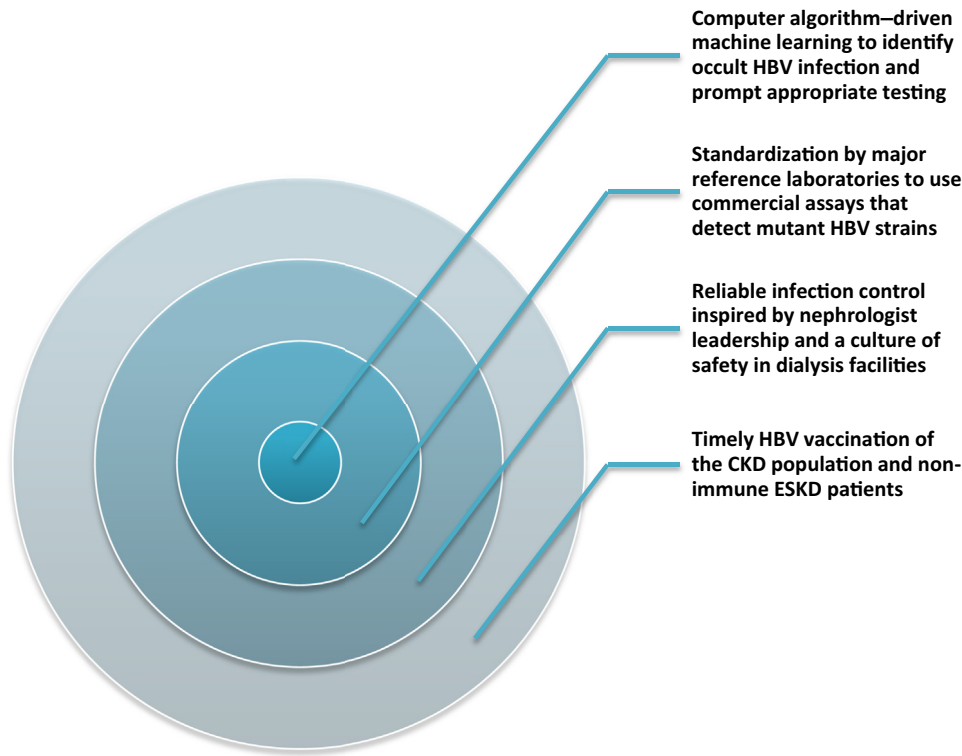 Computer algorithm–driven
machine learning to identify
occult HBV infection and
prompt appropriate testing
Standardization by major
reference laboratories to use
commercial assays that
detect mutant HBV strains
Reliable infection control
inspired by nephrologist
leadership and a culture of
safety in dialysis facilities
Timely HBV vaccination of
the CKD population and non-
immune ESKD patients